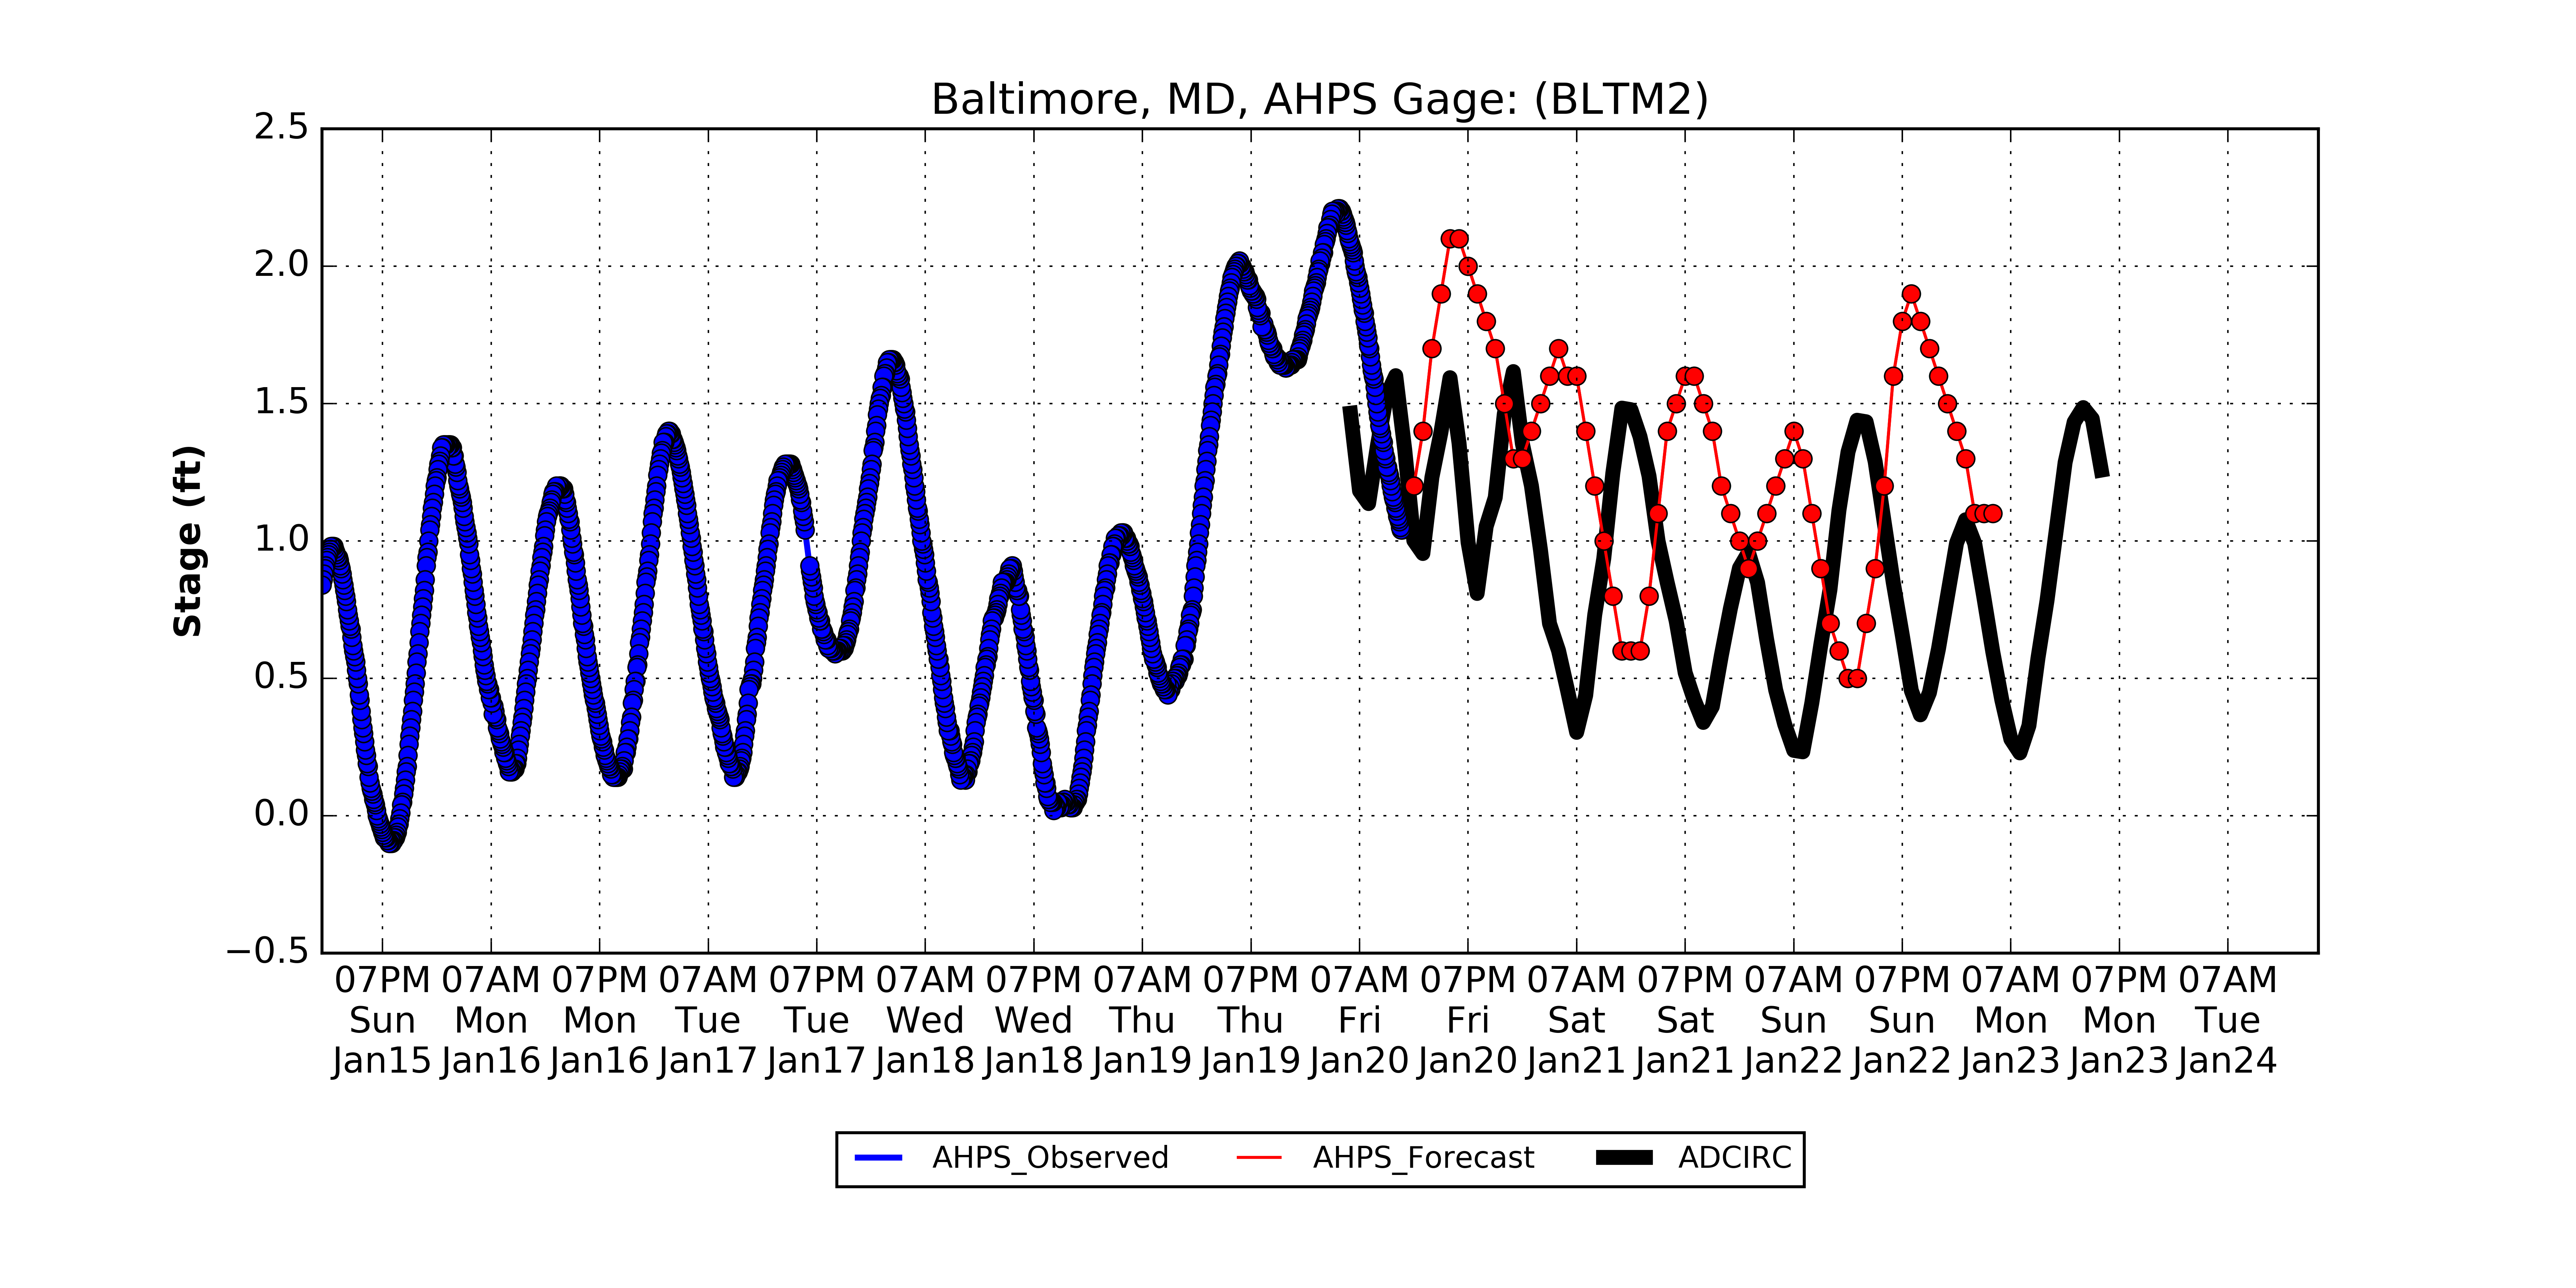 Baltimore, MD, AHPS Gage: (BLTM2)
Stage (ft)
2.5
2.0
1.5
1.0
0.5
0.0
−0.5
07PM 07AM 07PM 07AM 07PM 07AM 07PM 07AM 07PM 07AM 07PM 07AM 07PM 07AM 07PM 07AM 07PM 07AM
Sun Mon Mon Tue Tue Wed Wed Thu Thu Fri Fri Sat Sat Sun Sun Mon Mon Tue
Jan15 Jan16 Jan16 Jan17 Jan17 Jan18 Jan18 Jan19 Jan19 Jan20 Jan20 Jan21 Jan21 Jan22 Jan22 Jan23 Jan23 Jan24
AHPS_Observed AHPS_Forecast ADCIRC